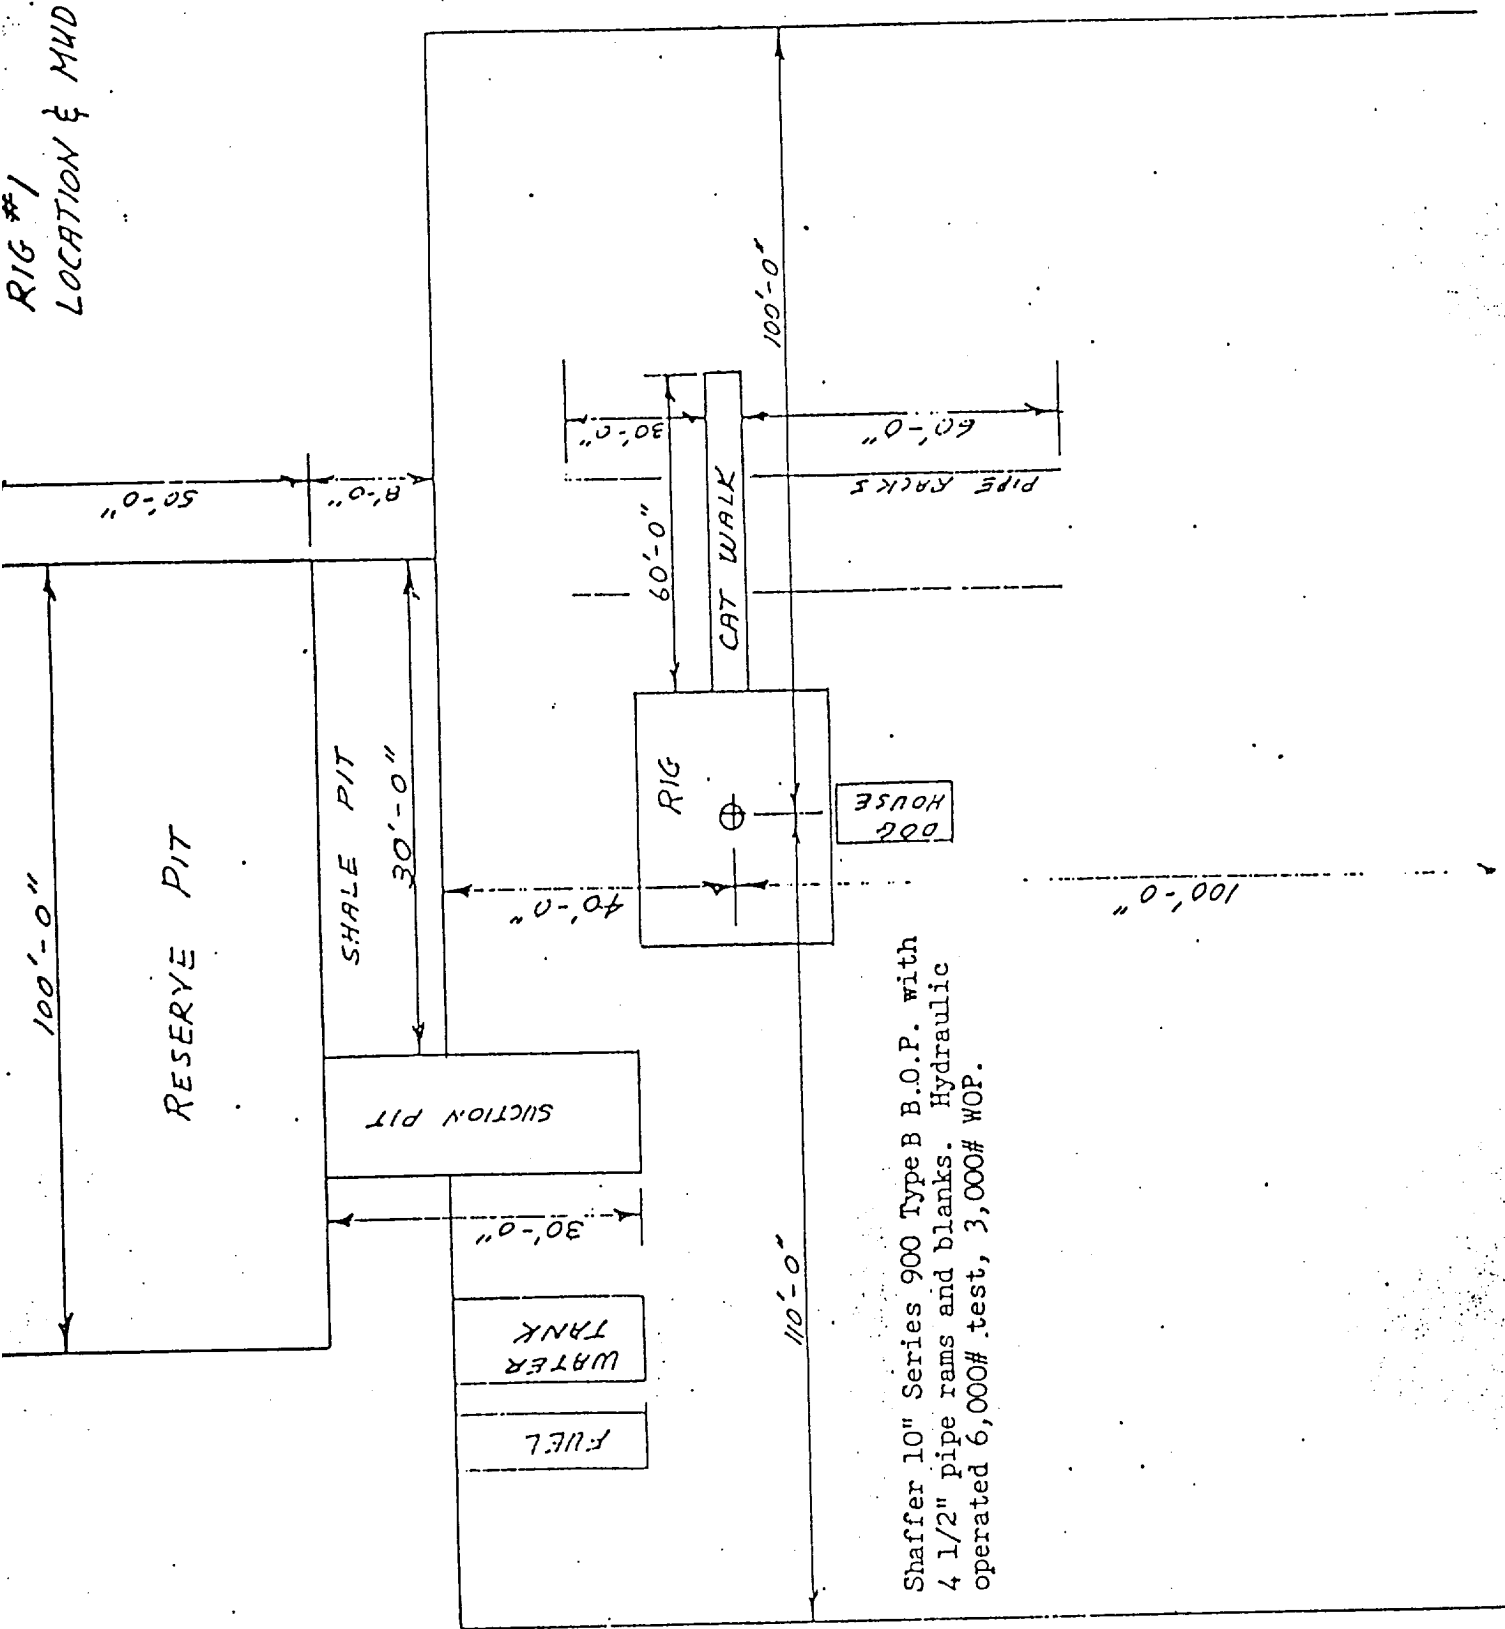 RIG #1
LOCATION & MUD
100'-0"
50'-0"
8'-0"
RESERVE PIT
SHALE PIT
30'-0"
SUCTION PIT
30'-0"
WATER
TANK
FUEL
40'-0"
RIG
60'-0"
CAT WALK
30'-0"
60'-0"
PIPE RACKS
100'-0"
DOG
HOUSE
110'-0"
100'-0"
Shaffer 10" Series 900 Type B B.O.P. with
4 1/2" pipe rams and blanks. Hydraulic
operated 6,000# test, 3,000# WOP.